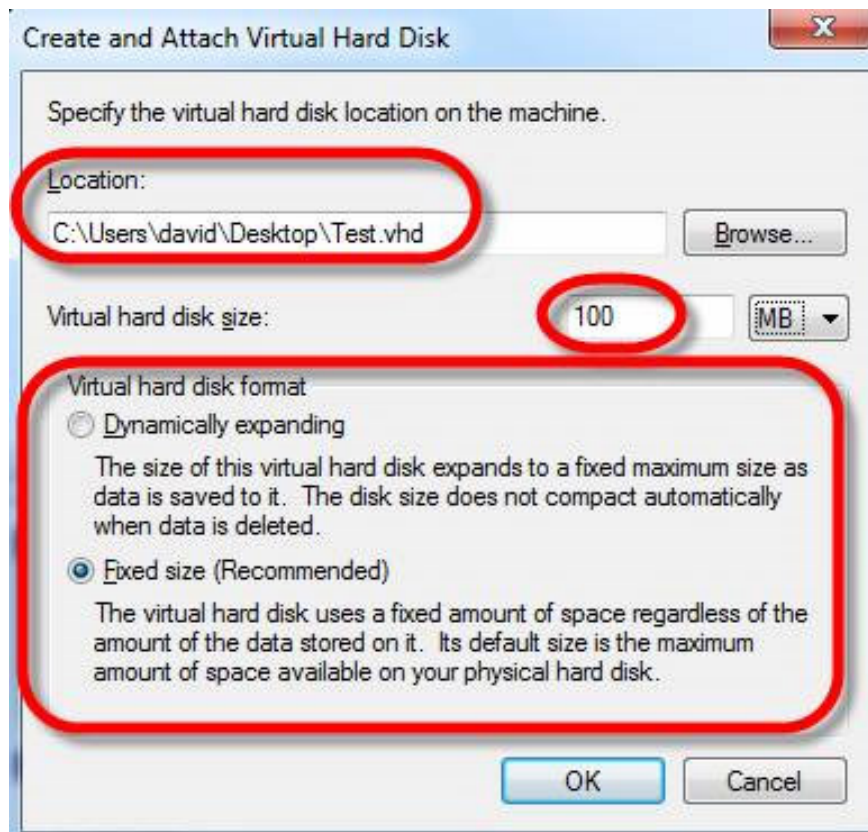 Create and Attach Virtual Hard Disk
Specify the virtual hard disk location on the machine.
Location:
C:\Users\david\Desktop\Test.vhd
Browse...
Virtual hard disk size:
100
MB
Virtual hard disk format
Dynamically expanding
The size of this virtual hard disk expands to a fixed maximum size as
data is saved to it.  The disk size does not compact automatically
when data is deleted.
Fixed size (Recommended)
The virtual hard disk uses a fixed amount of space regardless of the
amount of the data stored on it.  Its default size is the maximum
amount of space available on your physical hard disk.
OK
Cancel